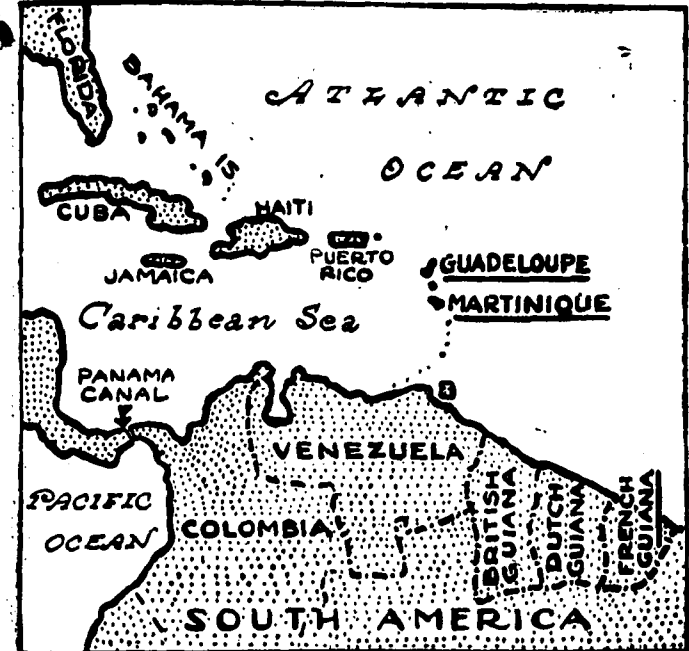 FLORIDA
BAHAMA IS
ATLANTIC
OCEAN
CUBA
HAITI
JAMAICA
PUERTO
RICO
GUADELOUPE
MARTINIQUE
Caribbean Sea
PANAMA
CANAL
VENEZUELA
PACIFIC
OCEAN
COLOMBIA
BRITISH
GUIANA
DUTCH
GUIANA
FRENCH
GUIANA
SOUTH AMERICA